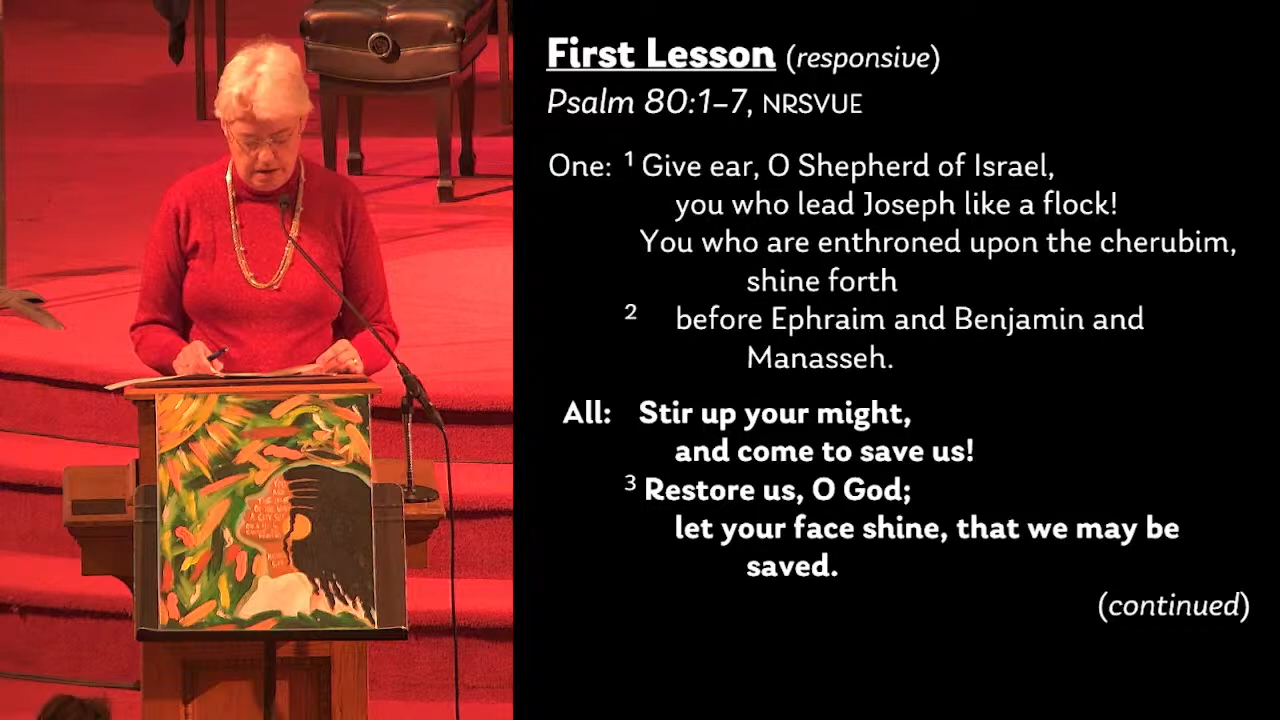 First Lesson (responsive)
Psalm 80:1–7, NRSVUE
One: 1 Give ear, O Shepherd of Israel,
you who lead Joseph like a flock!
You who are enthroned upon the cherubim,
shine forth
2 before Ephraim and Benjamin and
Manasseh.
All: Stir up your might,
and come to save us!
3 Restore us, O God;
let your face shine, that we may be
saved.
(continued)